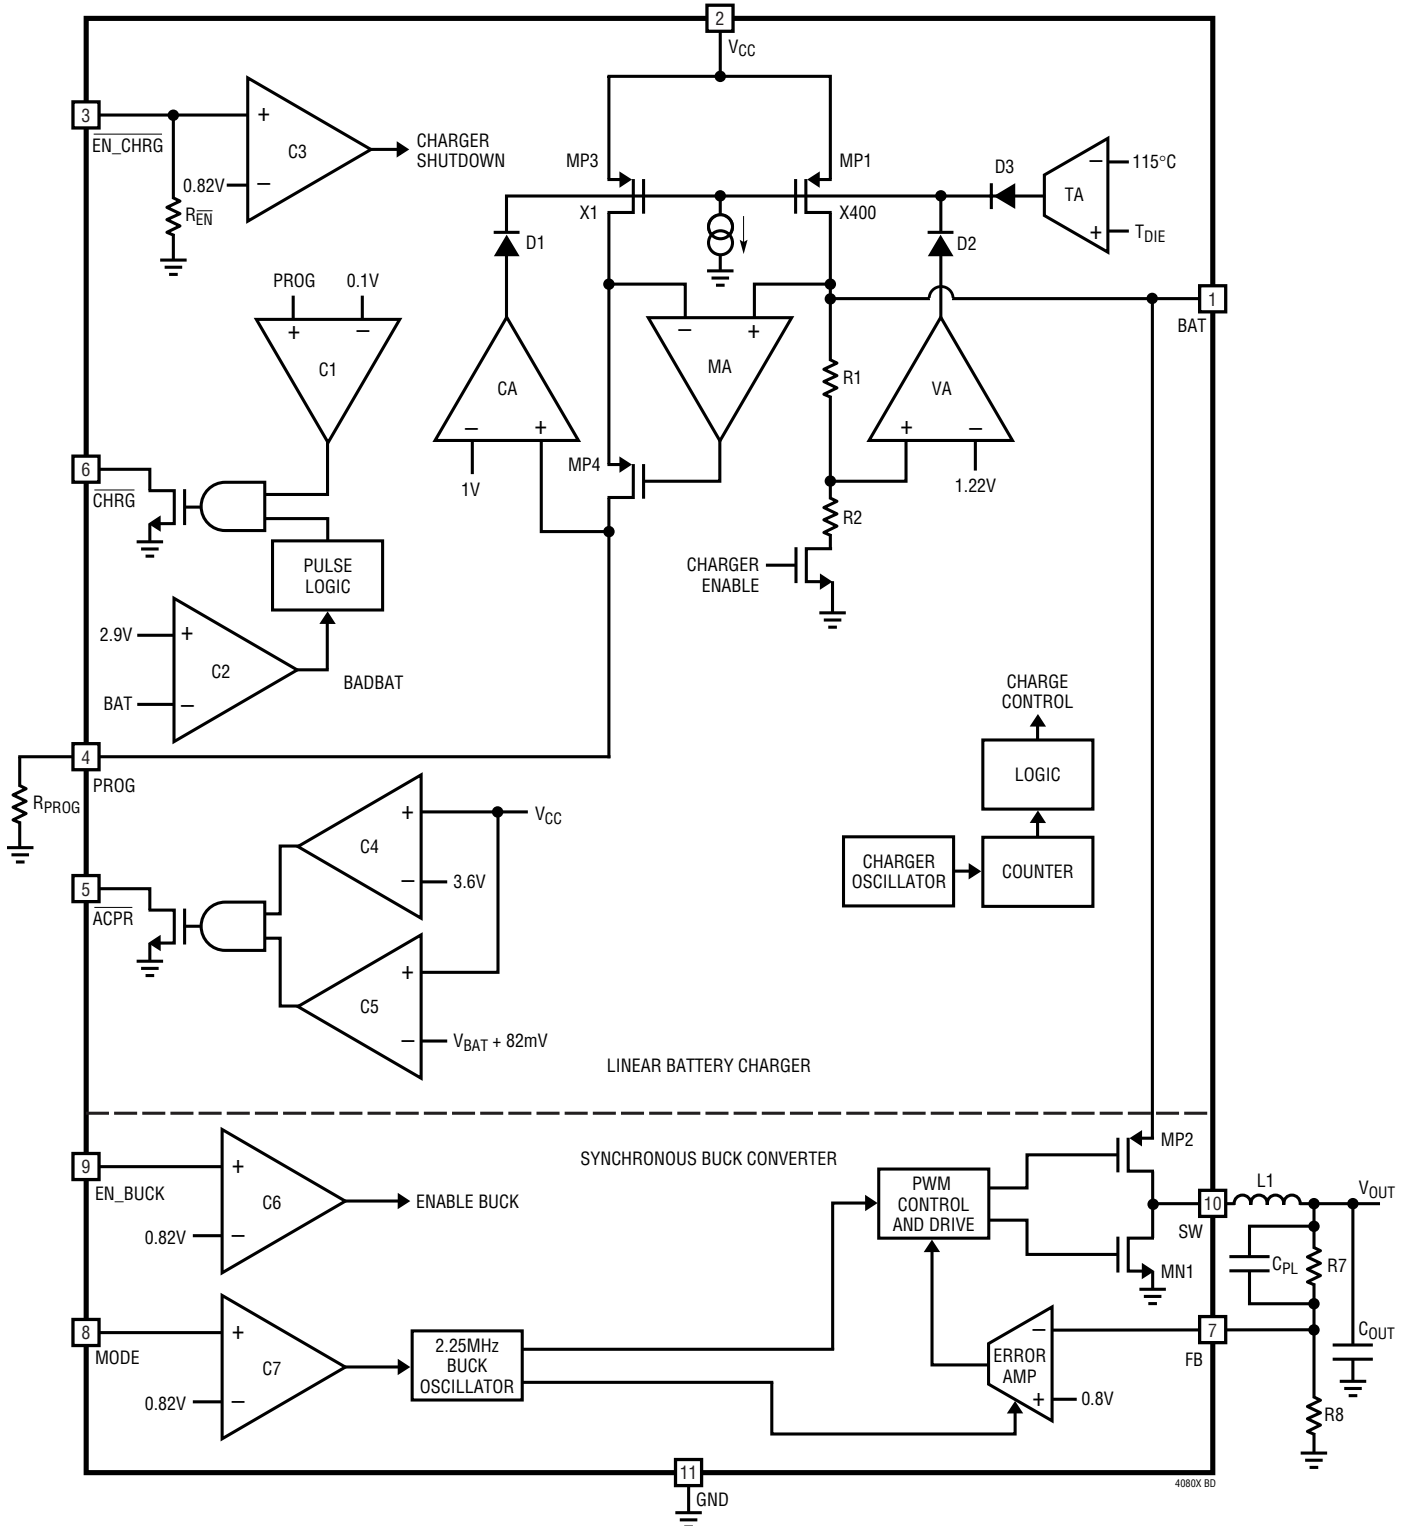 2
VCC
3
EN_CHRG
+
C3
CHARGER
SHUTDOWN
0.82V
−
REN
MP3
X1
MP1
X400
D3
−
115°C
TA
+
TDIE
D1
D2
PROG
0.1V
+
−
C1
1
BAT
−
+
MA
CA
−
+
1V
R1
VA
+
−
1.22V
6
CHRG
MP4
R2
PULSE
LOGIC
CHARGER
ENABLE
2.9V
+
C2
BAT
−
BADBAT
4
PROG
RPROG
CHARGE
CONTROL
LOGIC
CHARGER
OSCILLATOR
COUNTER
+
VCC
C4
−
3.6V
5
ACPR
+
C5
−
VBAT + 82mV
LINEAR BATTERY CHARGER
SYNCHRONOUS BUCK CONVERTER
9
EN_BUCK
+
C6
ENABLE BUCK
0.82V
−
MP2
PWM
CONTROL
AND DRIVE
10
SW
L1
VOUT
CPL
R7
MN1
8
MODE
+
C7
0.82V
−
2.25MHz
BUCK
OSCILLATOR
−
ERROR
AMP
+
0.8V
7
FB
COUT
R8
11
GND
4080X BD